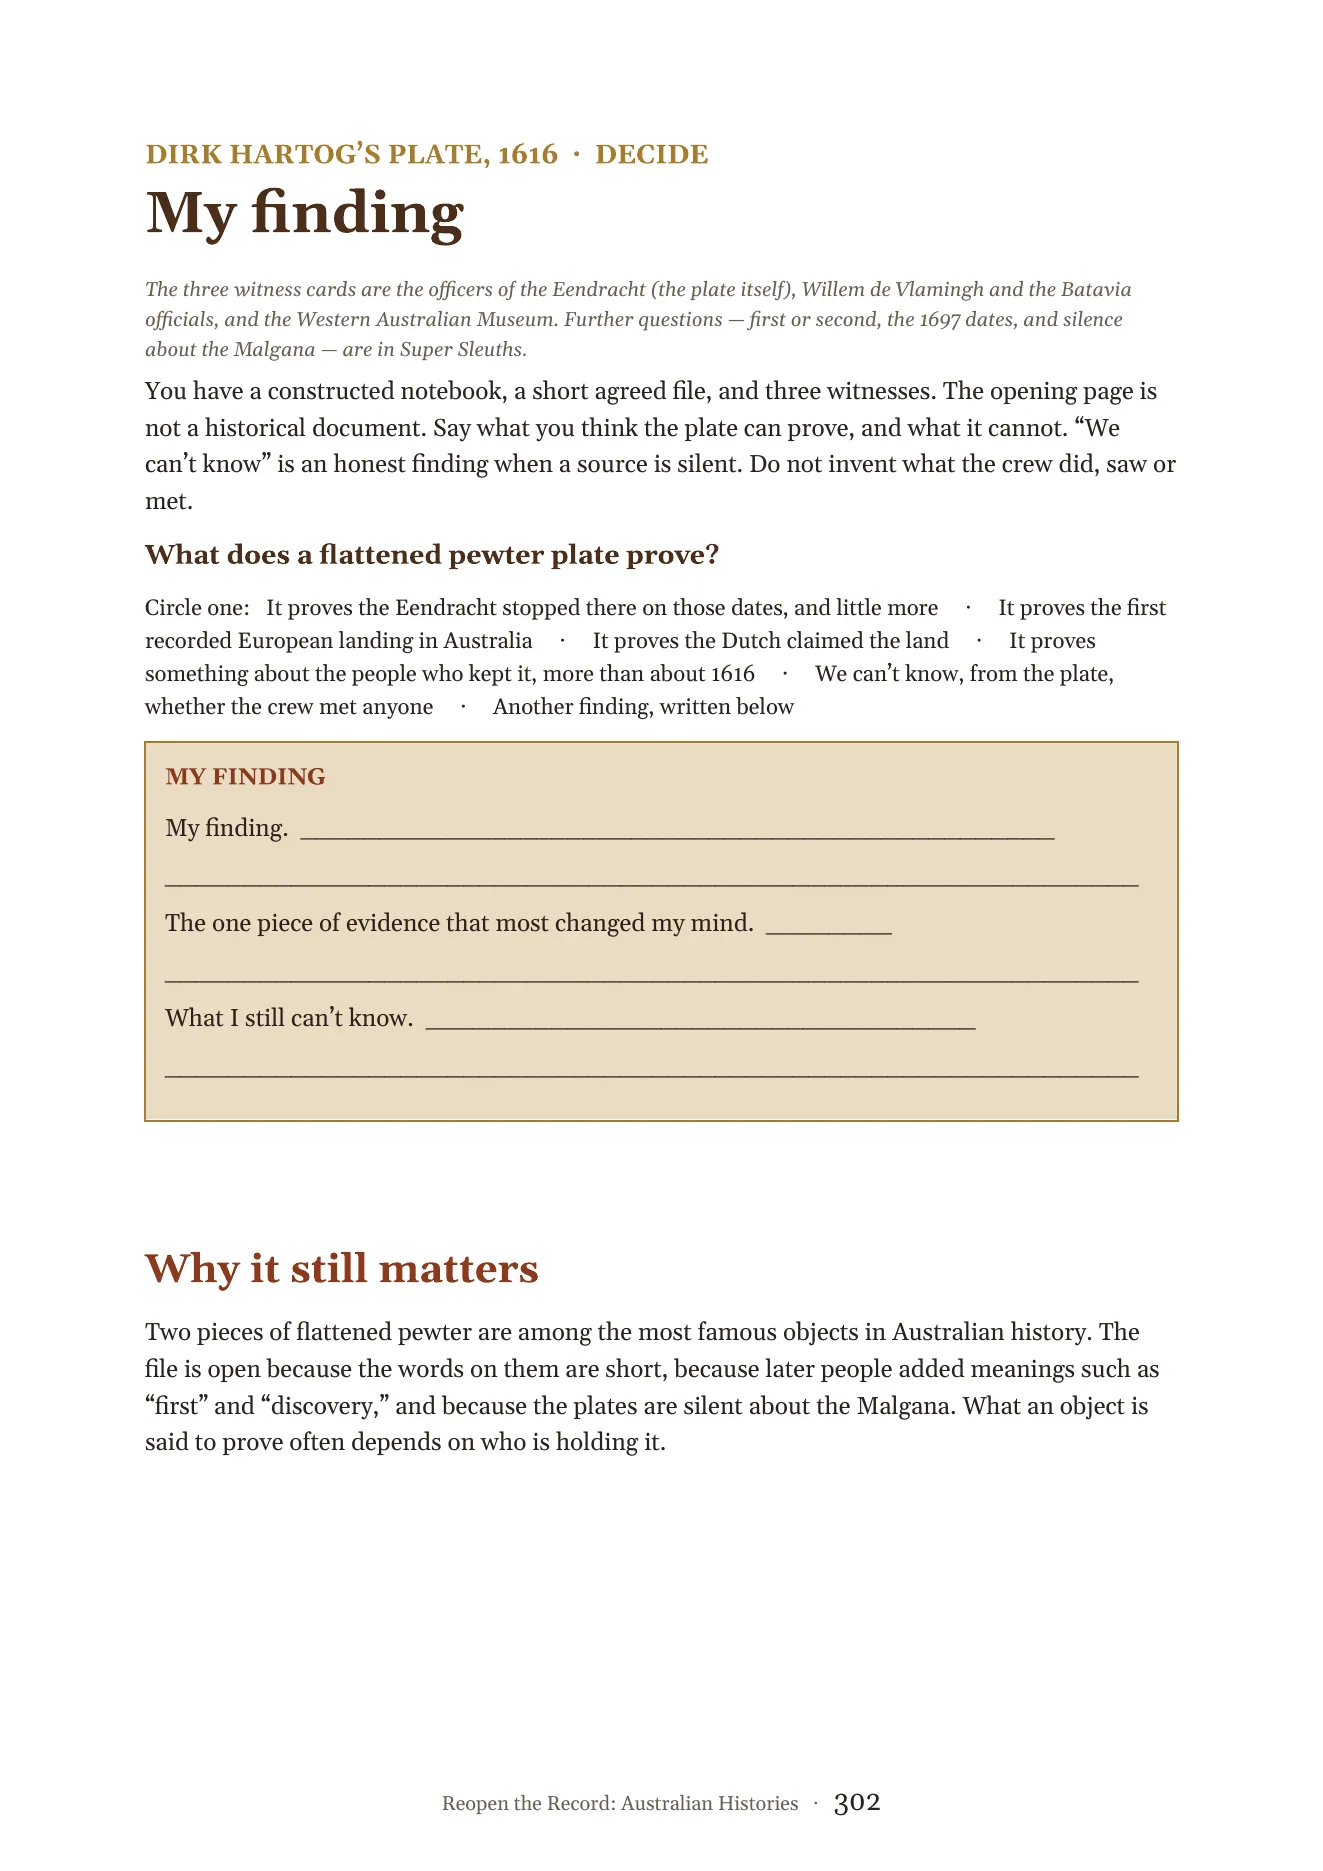 DIRK HARTOG’S PLATE, 1616 · DECIDE
My finding
The three witness cards are the officers of the Eendracht (the plate itself), Willem de Vlamingh and the Batavia
officials, and the Western Australian Museum. Further questions — first or second, the 1697 dates, and silence
about the Malgana — are in Super Sleuths.
You have a constructed notebook, a short agreed file, and three witnesses. The opening page is
not a historical document. Say what you think the plate can prove, and what it cannot. “We
can’t know” is an honest finding when a source is silent. Do not invent what the crew did, saw or
met.
What does a flattened pewter plate prove?
Circle one: It proves the Eendracht stopped there on those dates, and little more · It proves the first
recorded European landing in Australia · It proves the Dutch claimed the land · It proves
something about the people who kept it, more than about 1616 · We can’t know, from the plate,
whether the crew met anyone · Another finding, written below
MY FINDING
My finding. ____________________________________________________________
______________________________________________________________________________
The one piece of evidence that most changed my mind. __________
______________________________________________________________________________
What I still can’t know. ____________________________________________
______________________________________________________________________________
Why it still matters
Two pieces of flattened pewter are among the most famous objects in Australian history. The
file is open because the words on them are short, because later people added meanings such as
“first” and “discovery,” and because the plates are silent about the Malgana. What an object is
said to prove often depends on who is holding it.
Reopen the Record: Australian Histories · 302